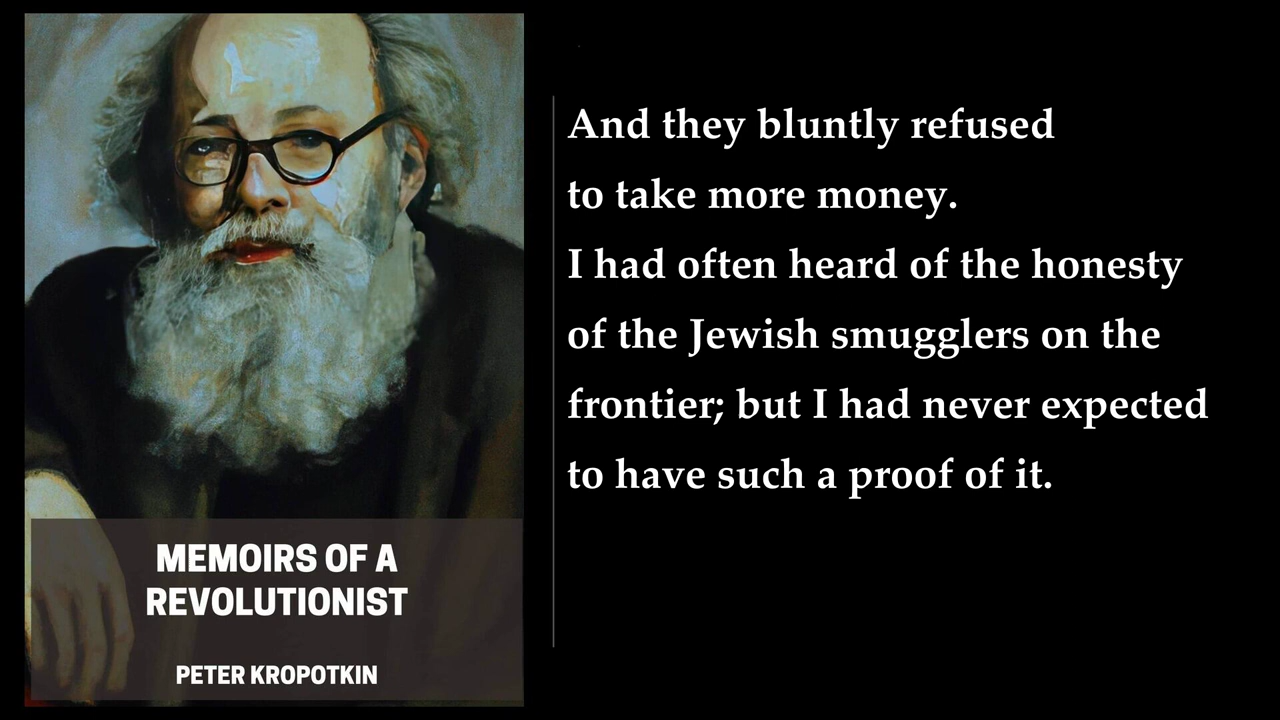 MEMOIRS OF A
REVOLUTIONIST
PETER KROPOTKIN
And they bluntly refused
to take more money.
I had often heard of the honesty
of the Jewish smugglers on the
frontier; but I had never expected
to have such a proof of it.